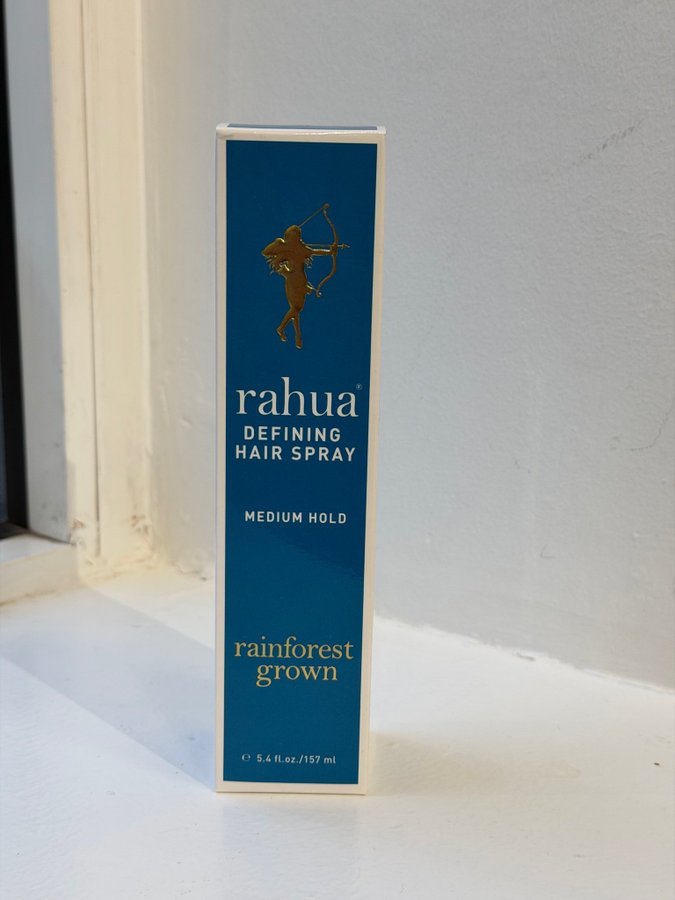 rahua®
DEFINING
HAIR SPRAY
MEDIUM HOLD
rainforest
grown
℮ 5.4 fl.oz./157 ml